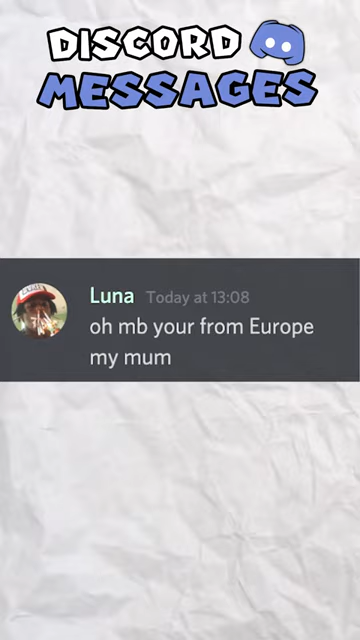 DISCORD
MESSAGES
Luna Today at 13:08
oh mb your from Europe
my mum